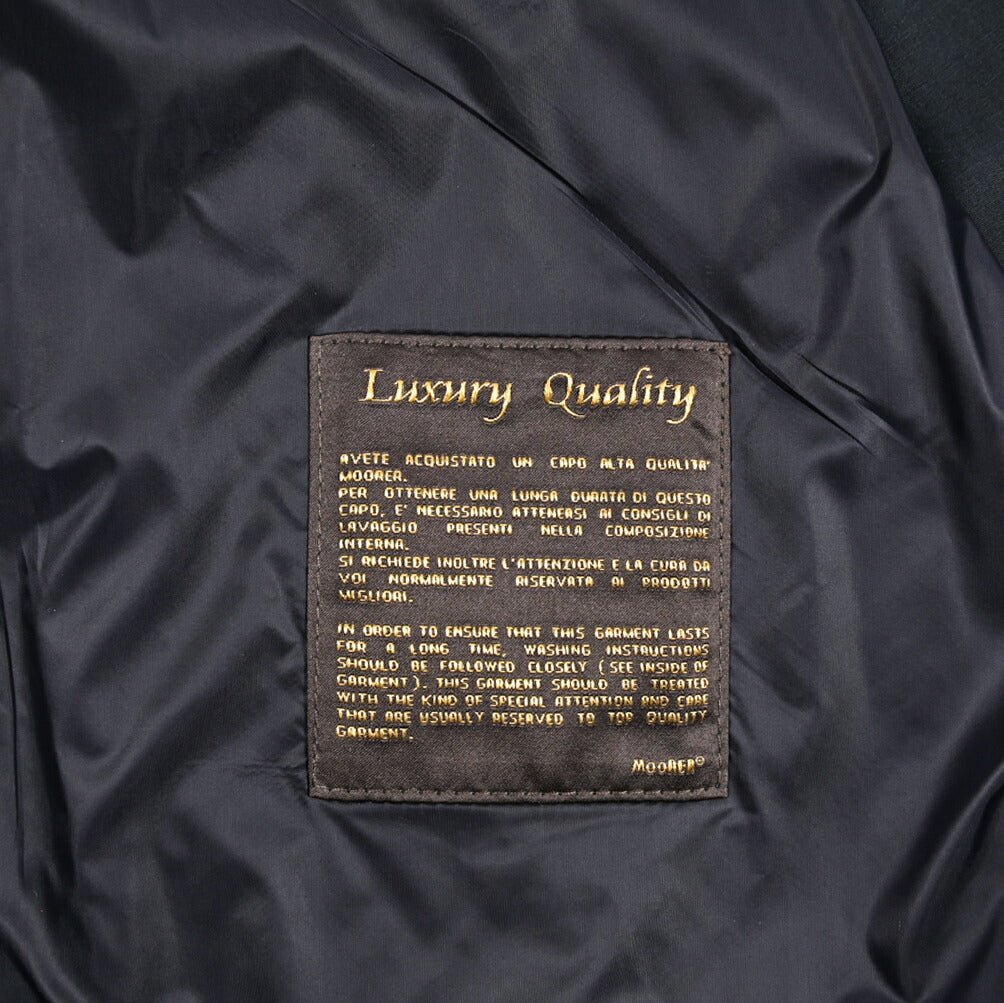 Luxury Quality
AVETE ACQUISTATO UN CAPO ALTA QUALITA'
MOORER.
PER OTTENERE UNA LUNGA DURATA DI QUESTO
CAPO, E' NECESSARIO ATTENERSI AI CONSIGLI DI
LAVAGGIO PRESENTI NELLA COMPOSIZIONE
INTERNA.
SI RICHIEDE INOLTRE L'ATTENZIONE E LA CURA DA
VOI NORMALMENTE RISERVATA AI PRODOTTI
MIGLIORI.
IN ORDER TO ENSURE THAT THIS GARMENT LASTS
FOR A LONG TIME, WASHING INSTRUCTIONS
SHOULD BE FOLLOWED CLOSELY (SEE INSIDE OF
GARMENT). THIS GARMENT SHOULD BE TREATED
WITH THE KIND OF SPECIAL ATTENTION AND CARE
THAT ARE USUALLY RESERVED TO TOP QUALITY
GARMENT.
MOORER®